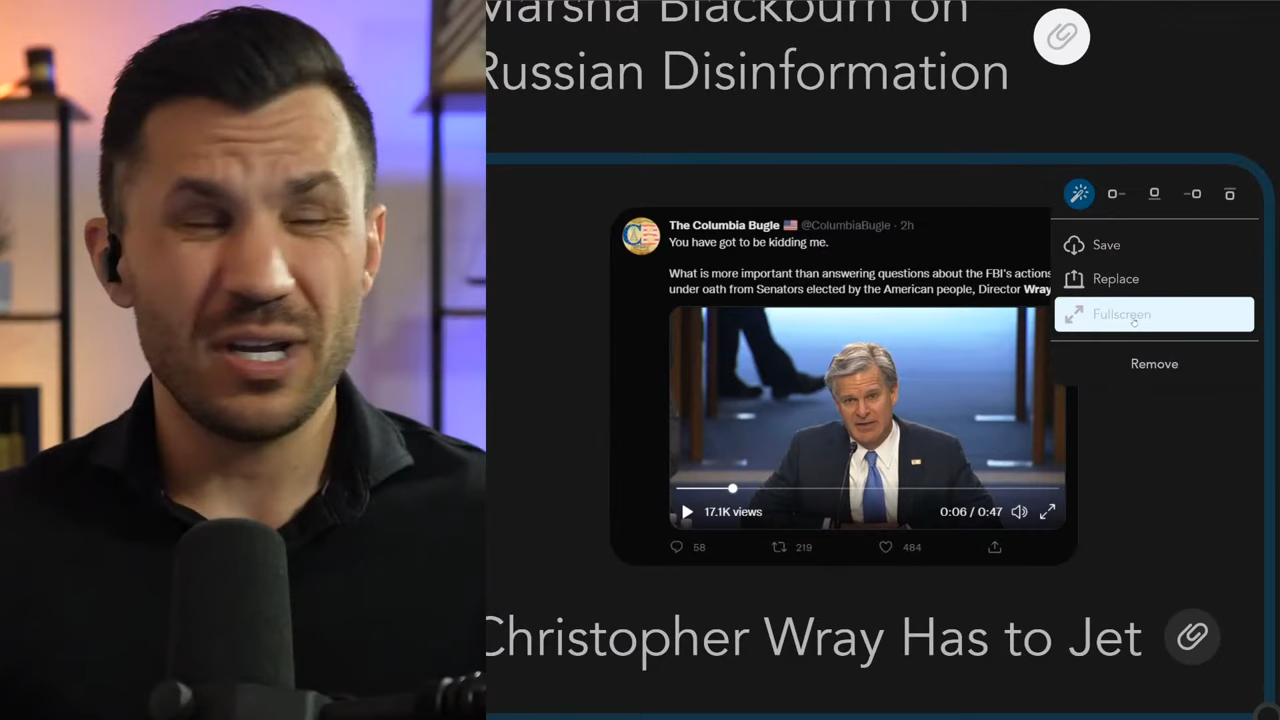 Marsha Blackburn on
Russian Disinformation
The Columbia Bugle 🇺🇸 @ColumbiaBugle · 2h
You have got to be kidding me.
What is more important than answering questions about the FBI's actions
under oath from Senators elected by the American people, Director Wray
Save
Replace
Fullscreen
Remove
17.1K views
0:06 / 0:47
58
219
484
Christopher Wray Has to Jet